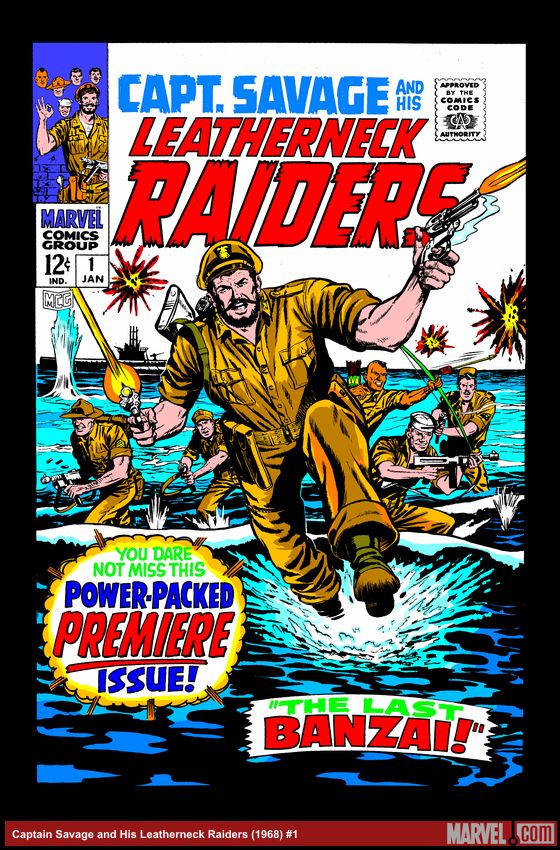 CAPT. SAVAGE AND HIS
LEATHERNECK
RAIDERS
APPROVED
BY THE
COMICS
CODE
CA
AUTHORITY
MARVEL
COMICS
GROUP
12¢
IND.
1
JAN
MCG
YOU DARE
NOT MISS THIS
POWER-PACKED
PREMIERE
ISSUE!
"THE LAST
BANZAI!"
Captain Savage and His Leatherneck Raiders (1968) #1
MARVEL.COM